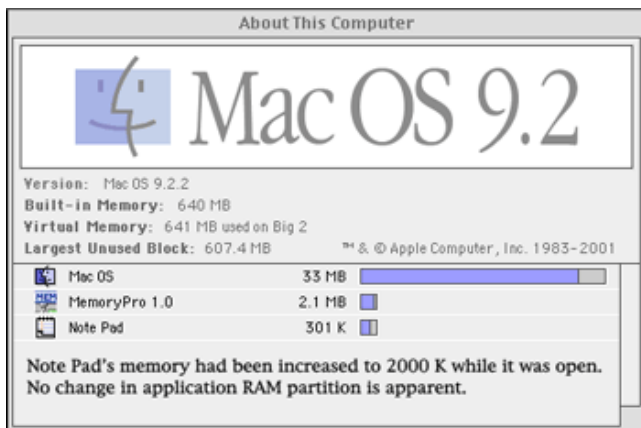 About This Computer
Mac OS 9.2
Version: Mac OS 9.2.2
Built-in Memory: 640 MB
Virtual Memory: 641 MB used on Big 2
Largest Unused Block: 607.4 MB ™ & © Apple Computer, Inc. 1983-2001
Mac OS 33 MB
MemoryPro 1.0 2.1 MB
Note Pad 301 K
Note Pad's memory had been increased to 2000 K while it was open.
No change in application RAM partition is apparent.